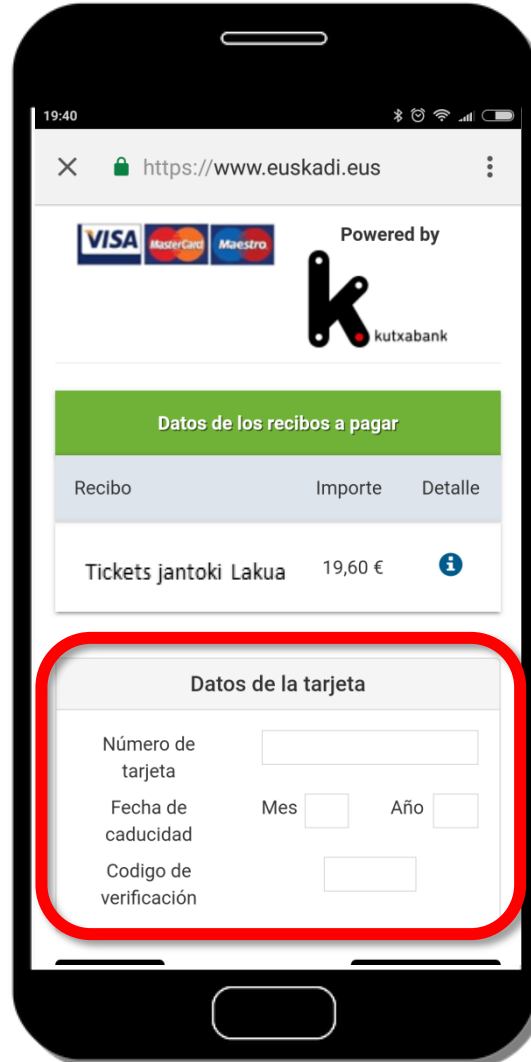 19:40
https://www.euskadi.eus
VISA MasterCard Maestro
Powered by
k kutxabank
Datos de los recibos a pagar
Recibo Importe Detalle
Tickets jantoki Lakua 19,60 €
Datos de la tarjeta
Número de
tarjeta
Fecha de Mes Año
caducidad
Codigo de
verificación